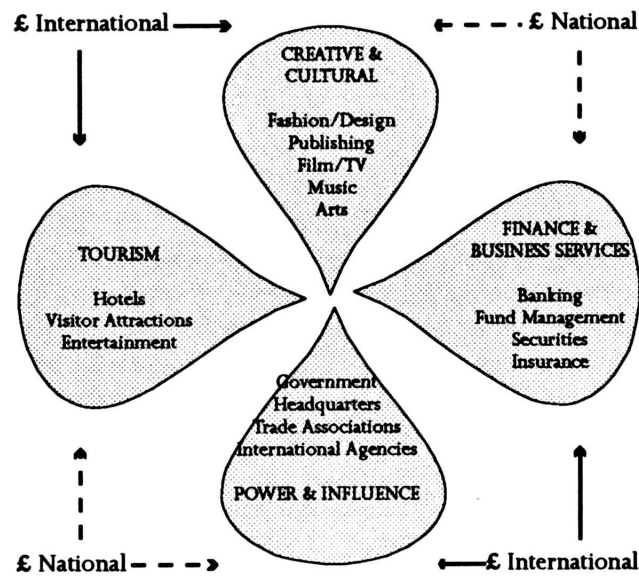 £ International
£ National
CREATIVE &
CULTURAL
Fashion/Design
Publishing
Film/TV
Music
Arts
TOURISM
Hotels
Visitor Attractions
Entertainment
FINANCE &
BUSINESS SERVICES
Banking
Fund Management
Securities
Insurance
Government
Headquarters
Trade Associations
International Agencies
POWER & INFLUENCE
£ National
£ International